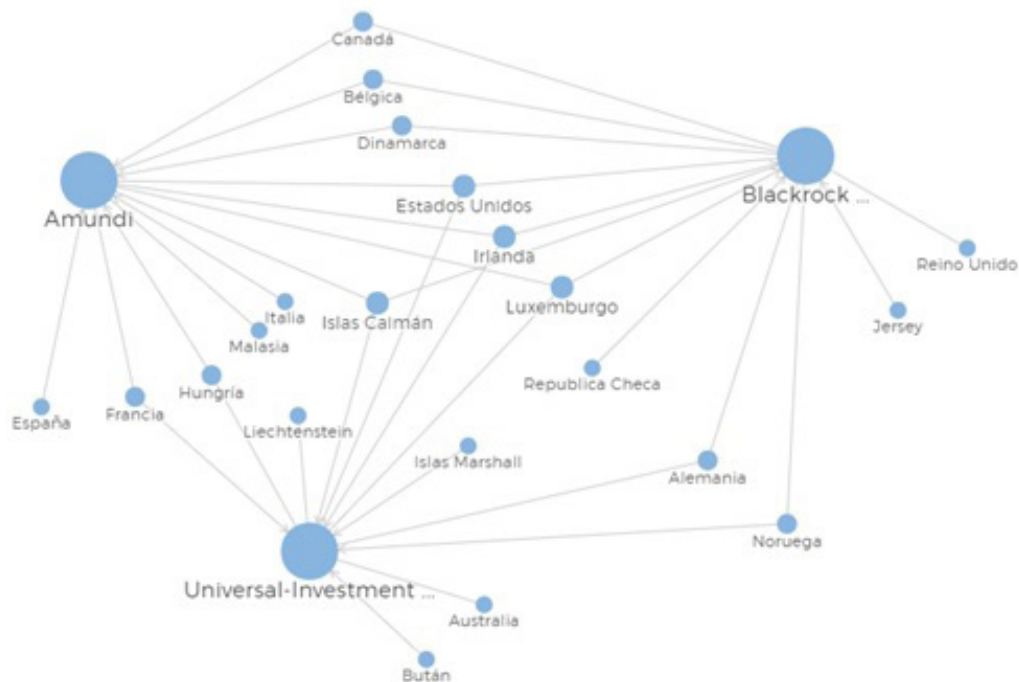 Canadá
Bélgica
Dinamarca
Estados Unidos
Blackrock ...
Amundi
Irlanda
Reino Unido
Luxemburgo
Italia
Islas Caimán
Jersey
Malasia
Republica Checa
Hungría
Francia
España
Liechtenstein
Islas Marshall
Alemania
Noruega
Universal-Investment ...
Australia
Bután